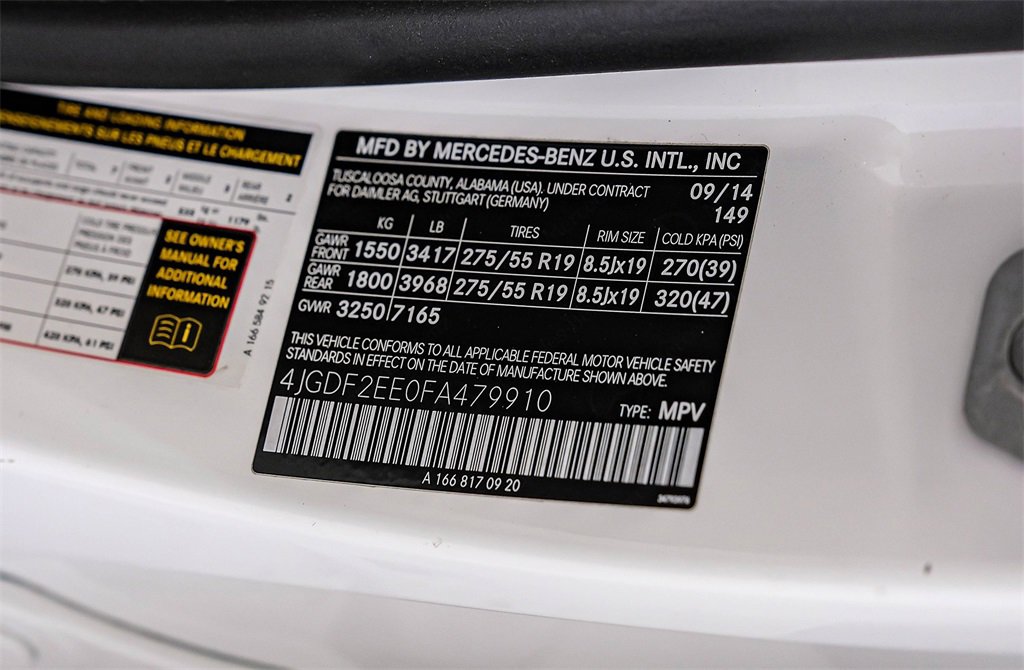 TIRE AND LOADING INFORMATION
RENSEIGNEMENTS SUR LES PNEUS ET LE CHARGEMENT
SEE OWNER'S
MANUAL FOR
ADDITIONAL
INFORMATION
A 166 584 92 15
MFD BY MERCEDES-BENZ U.S. INTL., INC
TUSCALOOSA COUNTY, ALABAMA (USA). UNDER CONTRACT
FOR DAIMLER AG, STUTTGART (GERMANY)
09/14
149
KG LB TIRES RIM SIZE COLD KPA (PSI)
GAWR FRONT 1550 3417 275/55 R19 8.5Jx19 270(39)
GAWR REAR 1800 3968 275/55 R19 8.5Jx19 320(47)
GVWR 3250 7165
THIS VEHICLE CONFORMS TO ALL APPLICABLE FEDERAL MOTOR VEHICLE SAFETY
STANDARDS IN EFFECT ON THE DATE OF MANUFACTURE SHOWN ABOVE.
4JGDF2EE0FA479910
TYPE: MPV
A 166 817 09 20